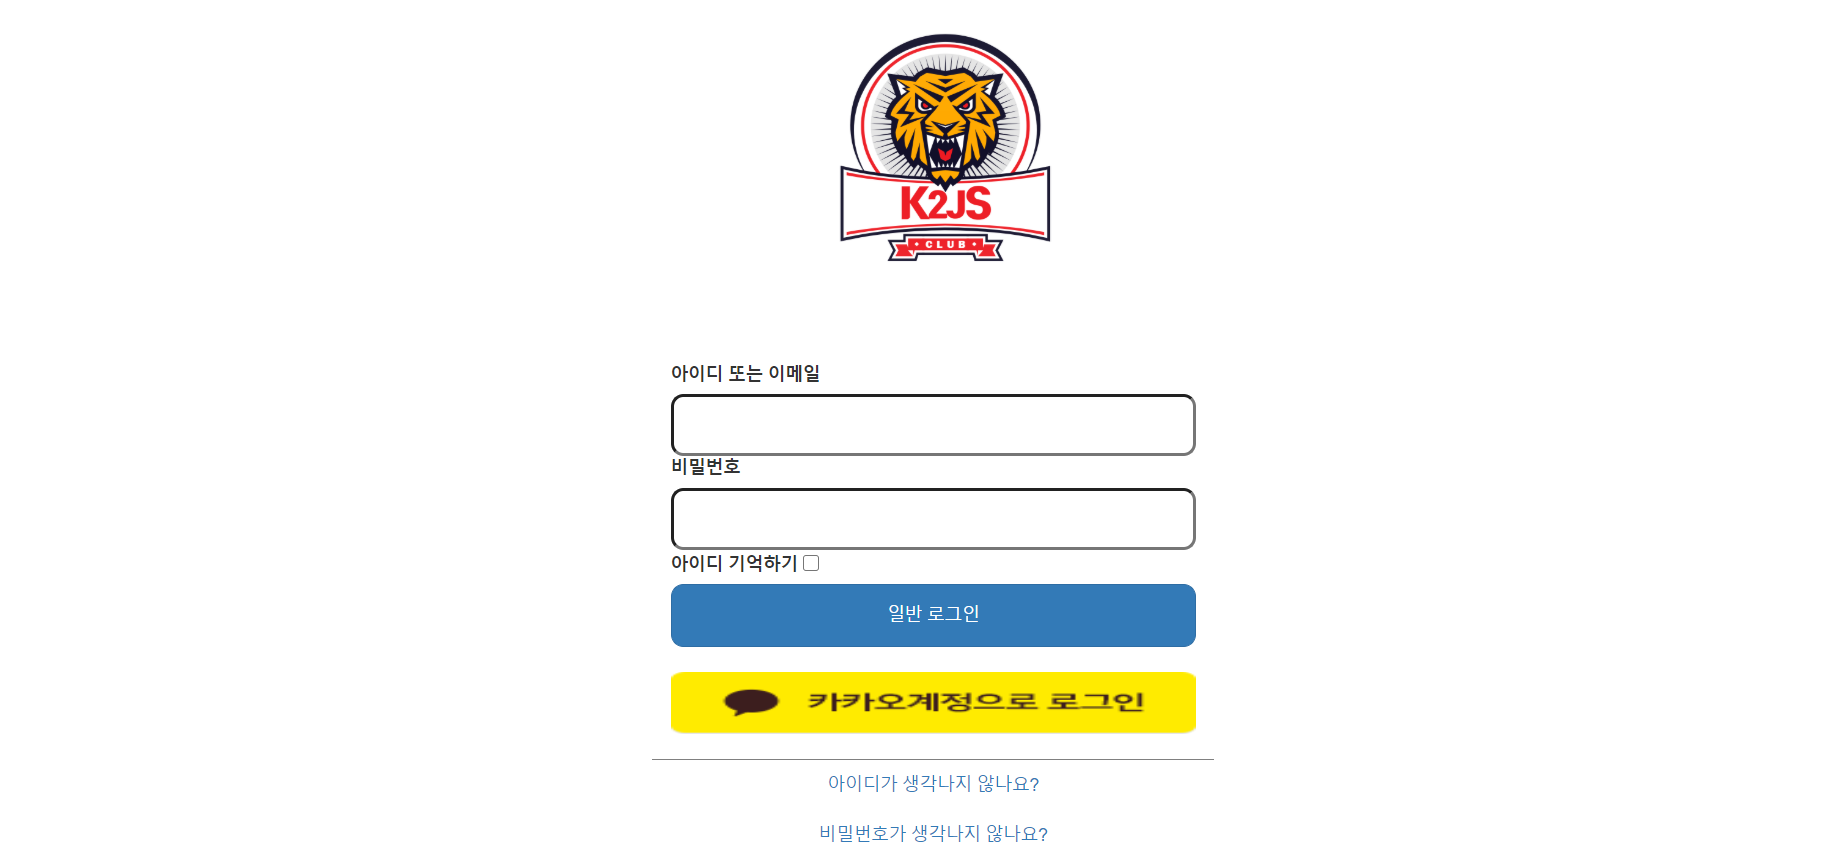 K2JS
CLUB
아이디 또는 이메일
비밀번호
아이디 기억하기
일반 로그인
카카오계정으로 로그인
아이디가 생각나지 않나요?
비밀번호가 생각나지 않나요?